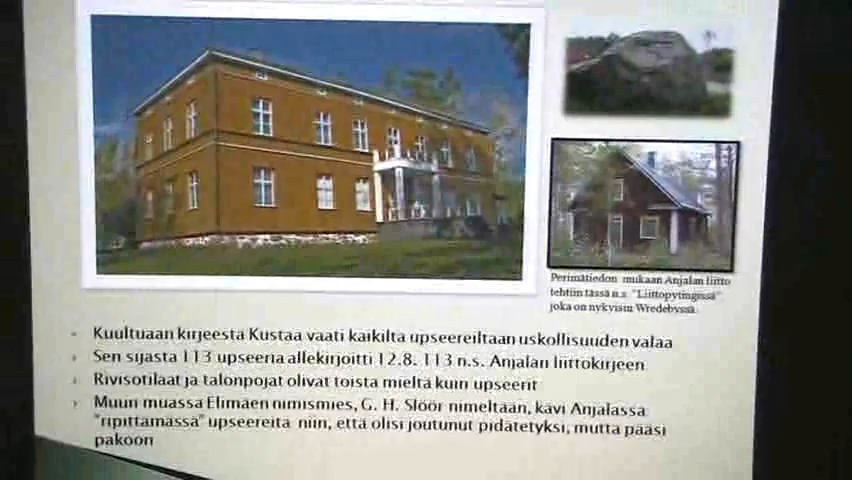 Perimätiedon mukaan Anjalan liitto
tehtiin tässä n.s. "Liittopytingissä"
joka on nykyisin Wredebyssä.
Kuultuaan kirjeestä Kustaa vaati kaikilta upseereiltaan uskollisuuden valaa
Sen sijasta 113 upseeria allekirjoitti 12.8. 113 n.s. Anjalan liittokirjeen
Rivisotilaat ja talonpojat olivat toista mieltä kuin upseerit
Muun muassa Elimäen nimismies, G. H. Slöör nimeltään, kävi Anjalassa
"ripittämässä" upseereita niin, että olisi joutunut pidätetyksi, mutta pääsi
pakoon